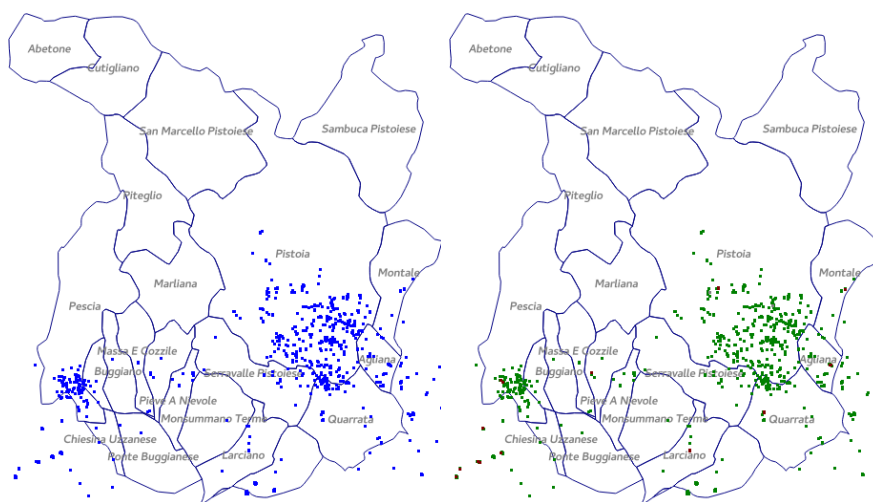 Abetone
Cutigliano
San Marcello Pistoiese
Sambuca Pistoiese
Piteglio
Pistoia
Montale
Marliana
Pescia
Massa E Cozzile
Buggiano
Agliana
Serravalle Pistoiese
Pieve A Nievole
Monsummano Terme
Quarrata
Chiesina Uzzanese
Ponte Buggianese
Larciano
Abetone
Cutigliano
San Marcello Pistoiese
Sambuca Pistoiese
Piteglio
Pistoia
Montale
Marliana
Pescia
Massa E Cozzile
Buggiano
Agliana
Serravalle Pistoiese
Pieve A Nievole
Monsummano Terme
Quarrata
Chiesina Uzzanese
Ponte Buggianese
Larciano